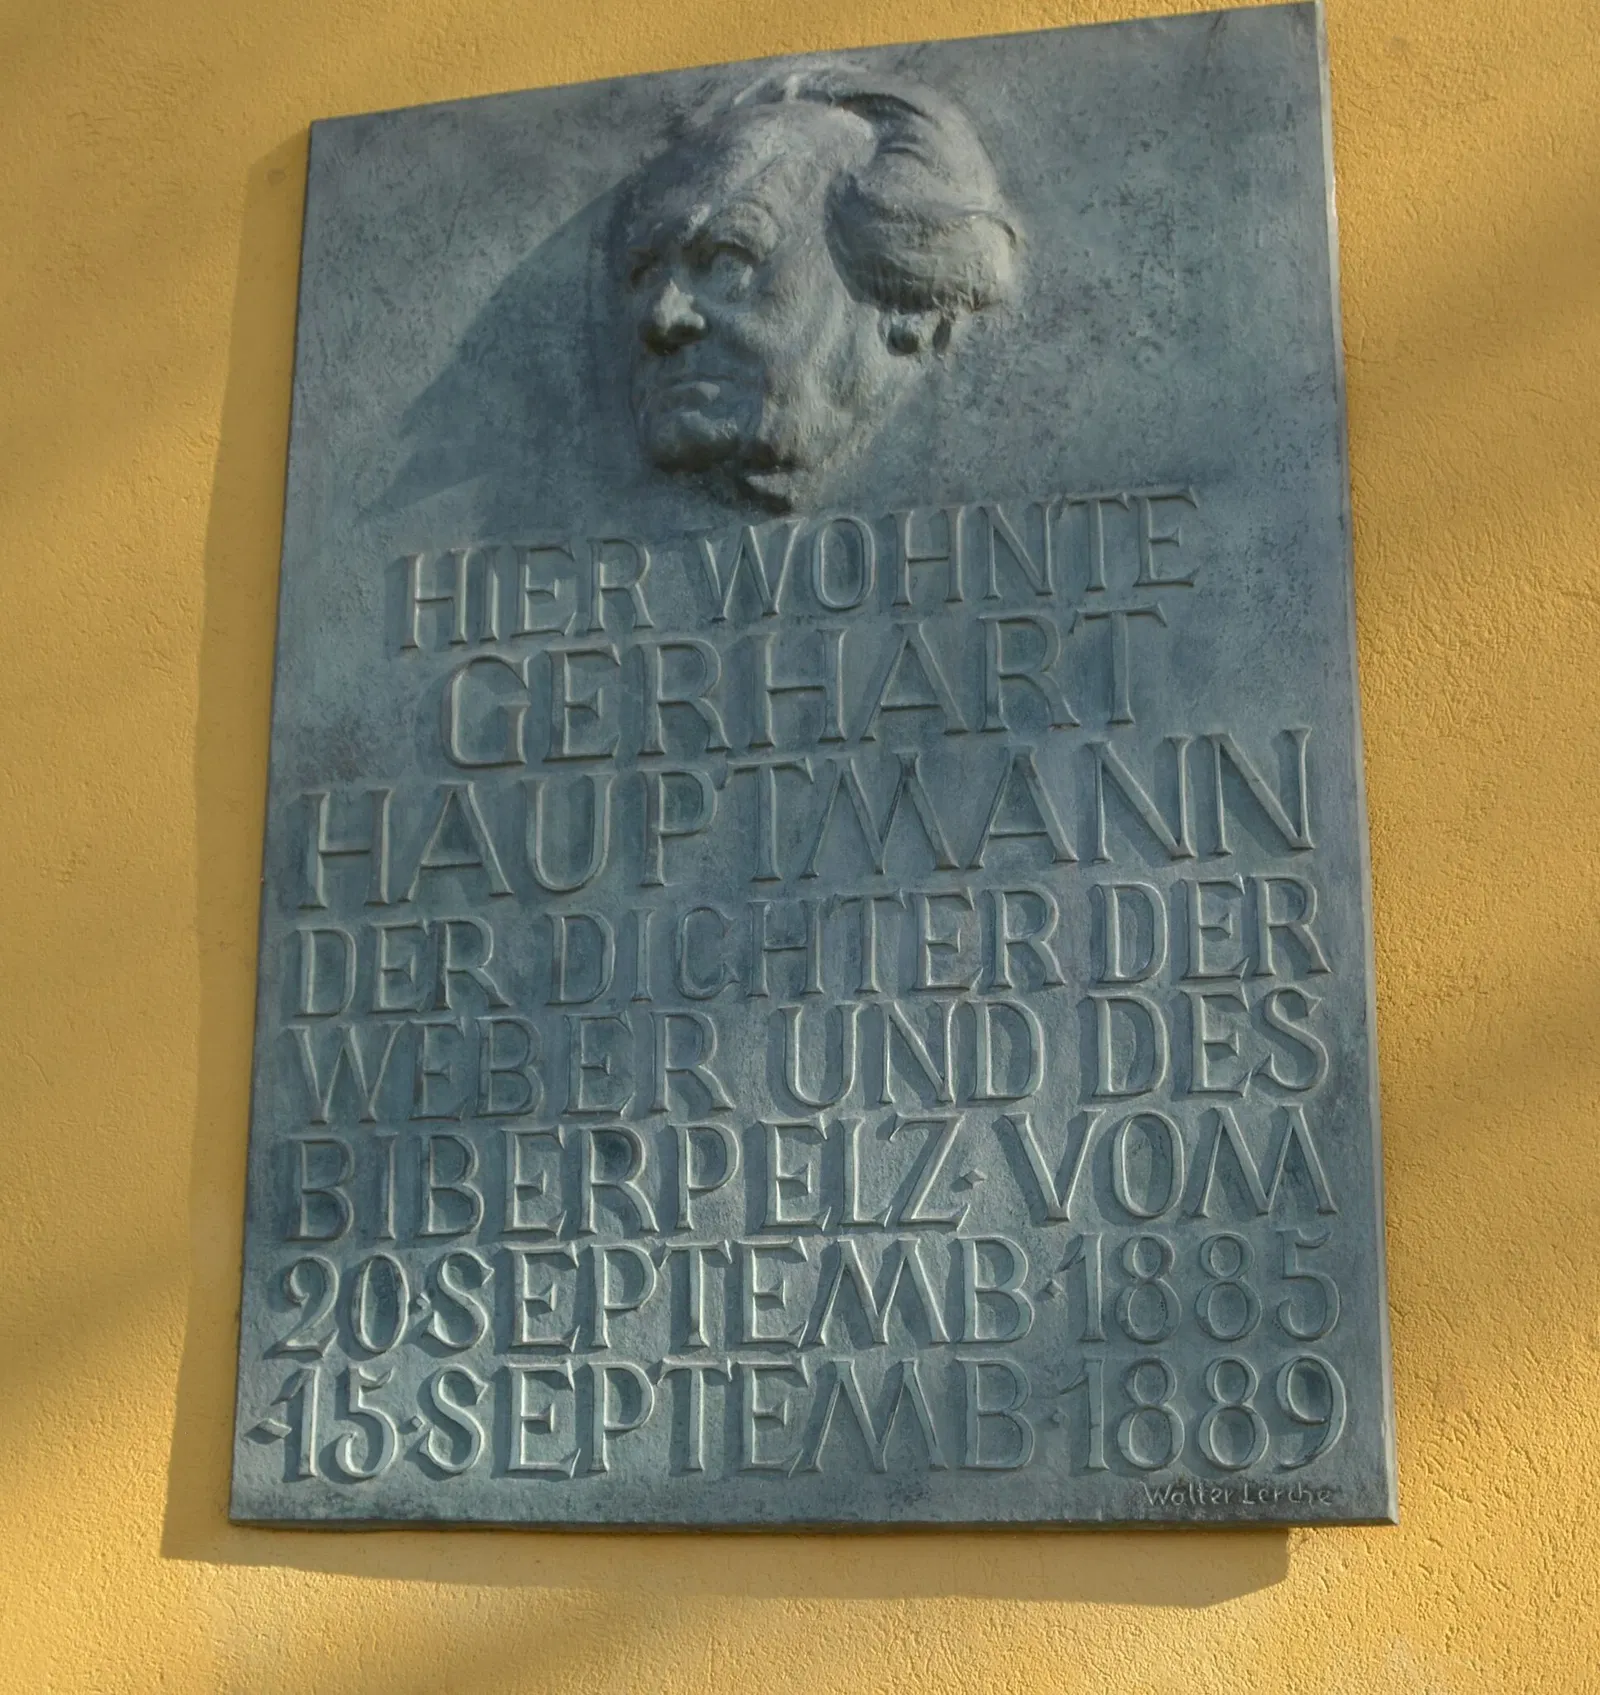 HIER WOHNTE
GERHART
HAUPTMANN
DER DICHTER DER
WEBER UND DES
BIBERPELZ·VOM
20·SEPTEMB·1885
-15·SEPTEMB·1889
Walter Lerche